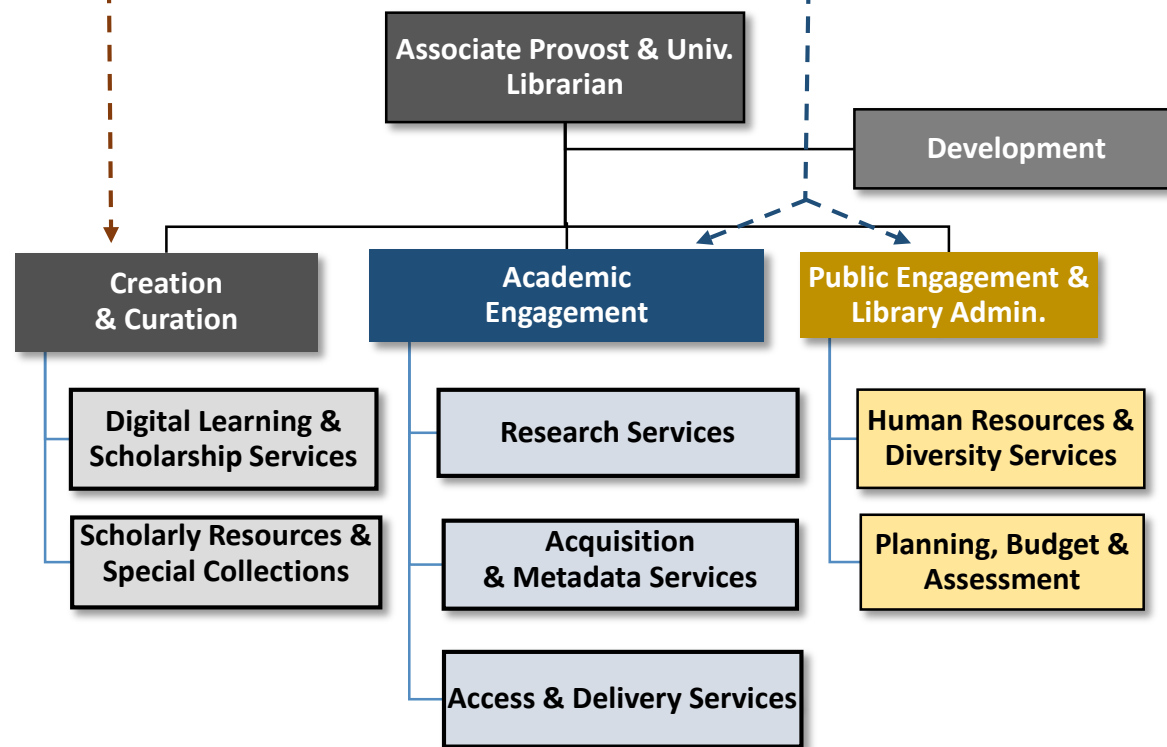 Associate Provost & Univ.
Librarian
Development
Creation
& Curation
Academic
Engagement
Public Engagement &
Library Admin.
Digital Learning &
Scholarship Services
Scholarly Resources &
Special Collections
Research Services
Acquisition
& Metadata Services
Access & Delivery Services
Human Resources &
Diversity Services
Planning, Budget &
Assessment